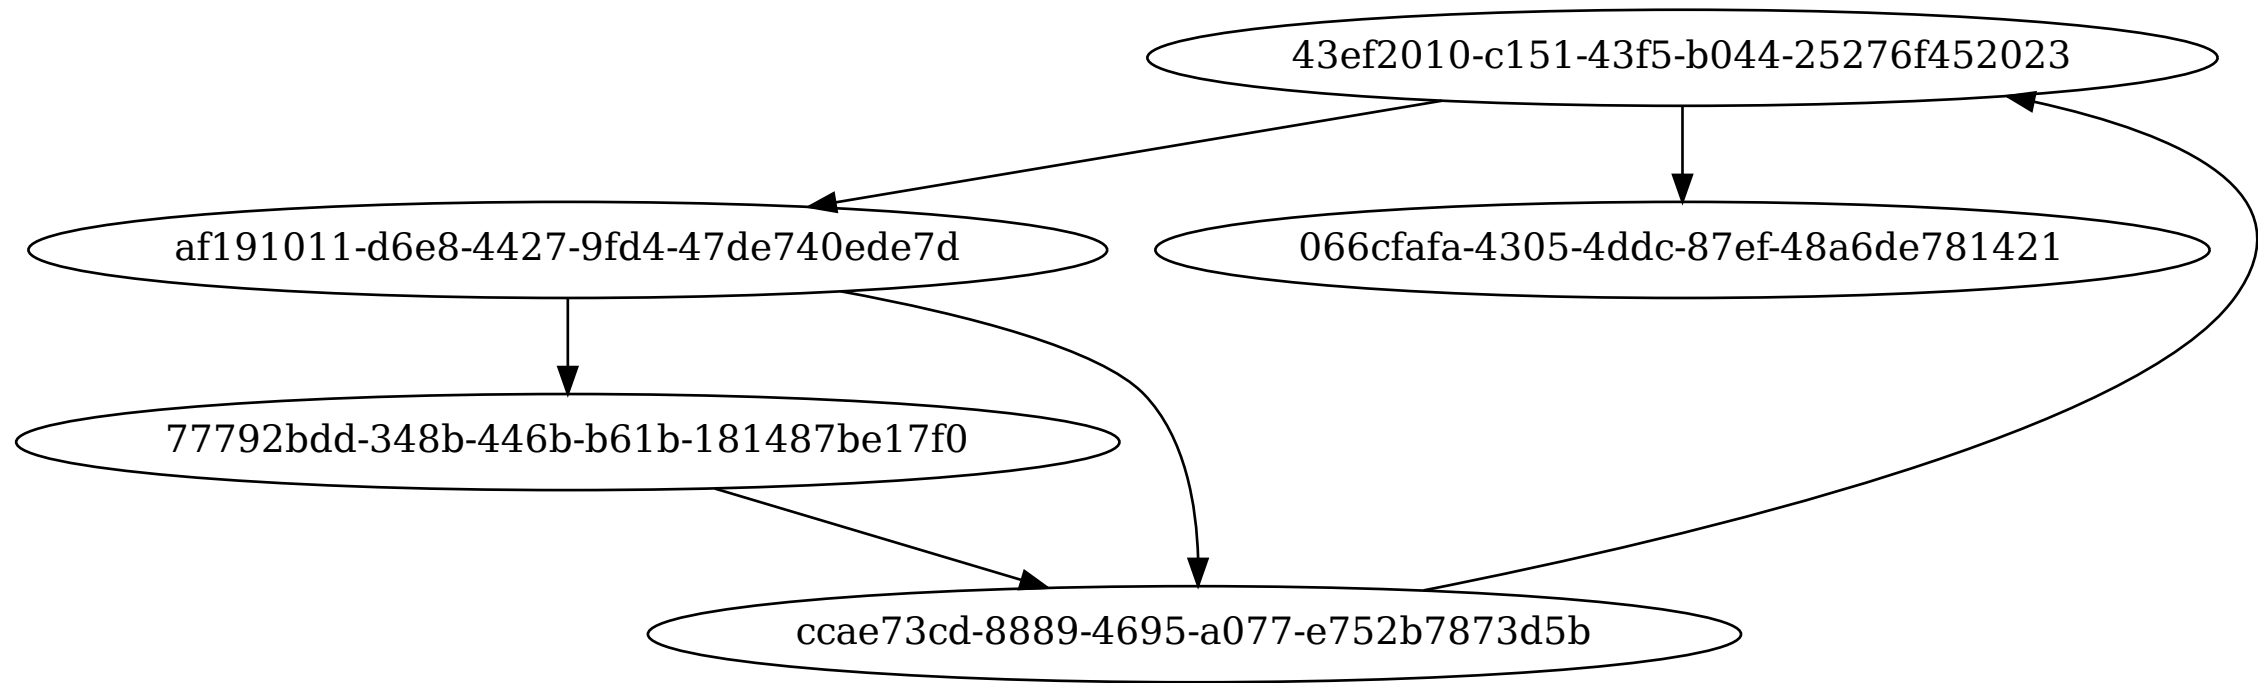 43ef2010-c151-43f5-b044-25276f452023
af191011-d6e8-4427-9fd4-47de740ede7d
066cfafa-4305-4ddc-87ef-48a6de781421
77792bdd-348b-446b-b61b-181487be17f0
ccae73cd-8889-4695-a077-e752b7873d5b